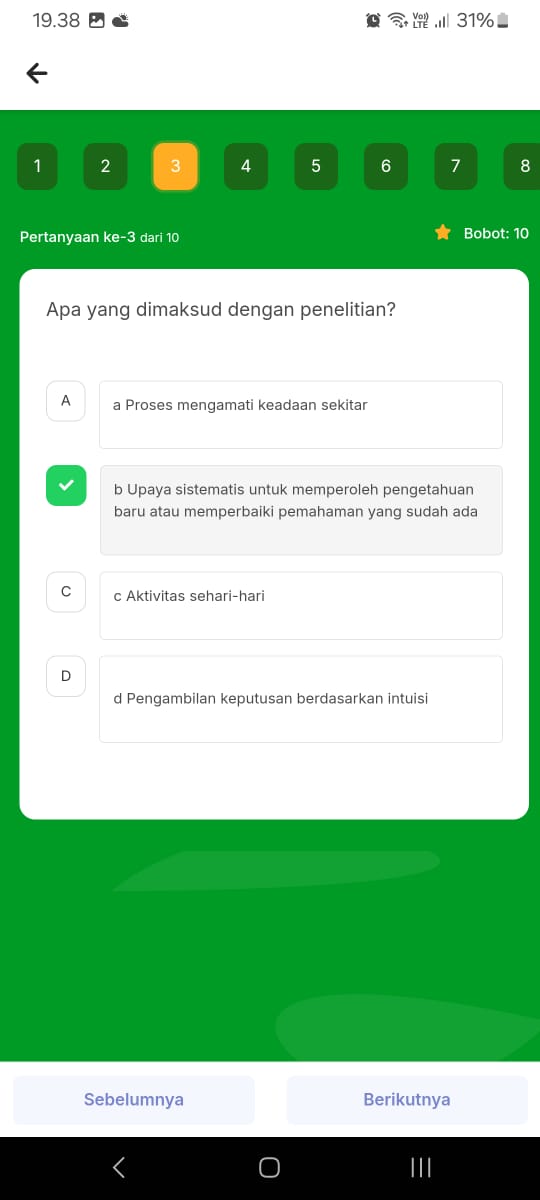 19.38
Vo))
LTE
31%
1 2 3 4 5 6 7 8
Pertanyaan ke-3 dari 10
Bobot: 10
Apa yang dimaksud dengan penelitian?
A
a Proses mengamati keadaan sekitar
b Upaya sistematis untuk memperoleh pengetahuan
baru atau memperbaiki pemahaman yang sudah ada
C
c Aktivitas sehari-hari
D
d Pengambilan keputusan berdasarkan intuisi
Sebelumnya
Berikutnya